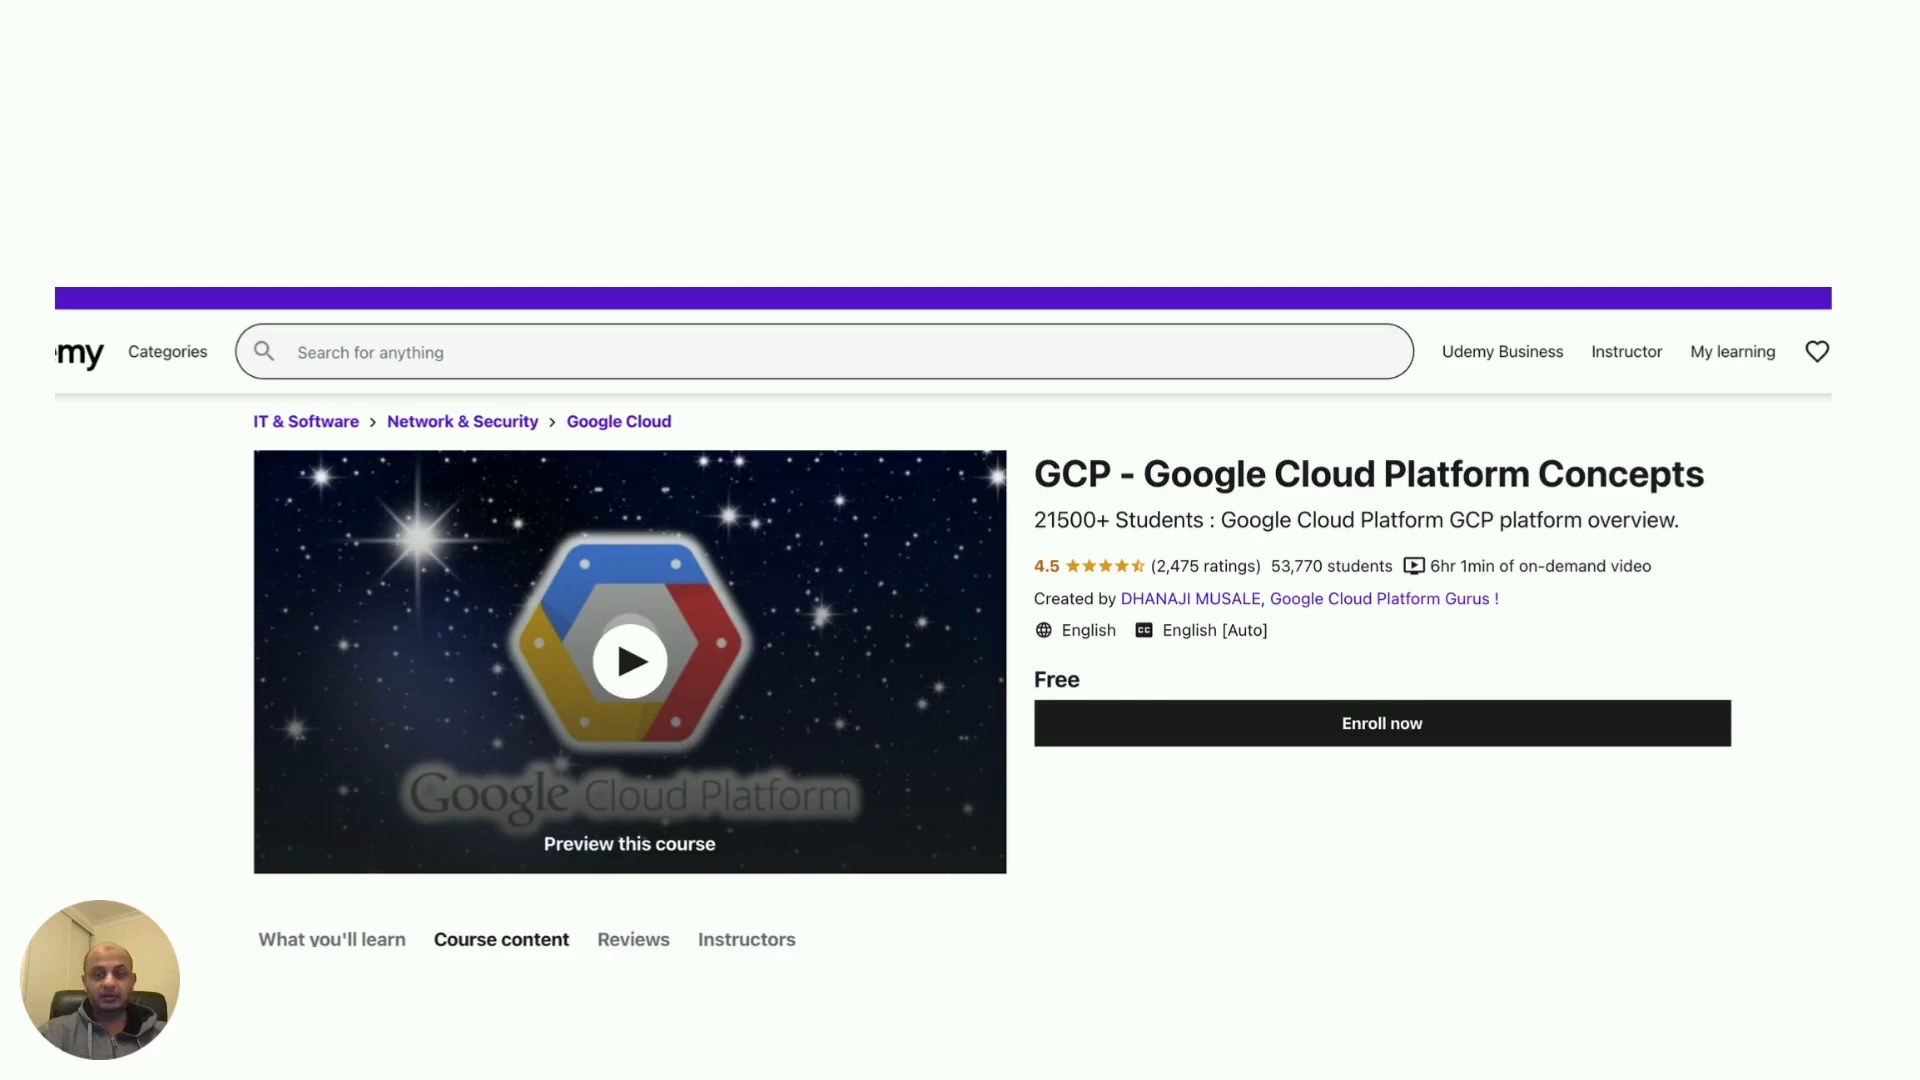 my Categories Search for anything Udemy Business Instructor My learning
IT & Software > Network & Security > Google Cloud
GCP - Google Cloud Platform Concepts
21500+ Students : Google Cloud Platform GCP platform overview.
4.5 (2,475 ratings) 53,770 students 6hr 1min of on-demand video
Created by DHANAJI MUSALE, Google Cloud Platform Gurus !
English CC English [Auto]
Free
Enroll now
Google Cloud Platform
Preview this course
What you'll learn Course content Reviews Instructors